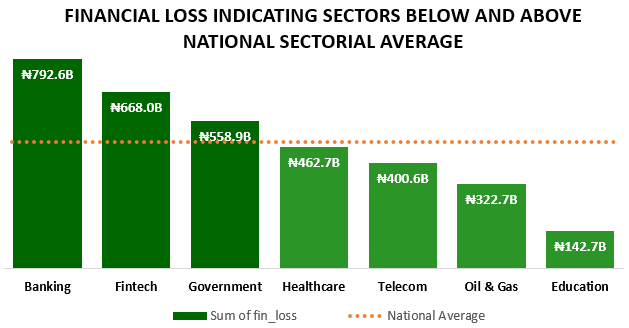 FINANCIAL LOSS INDICATING SECTORS BELOW AND ABOVE
NATIONAL SECTORIAL AVERAGE
₦792.6B
₦668.0B
₦558.9B
₦462.7B
₦400.6B
₦322.7B
₦142.7B
Banking Fintech Government Healthcare Telecom Oil & Gas Education
Sum of fin_loss National Average